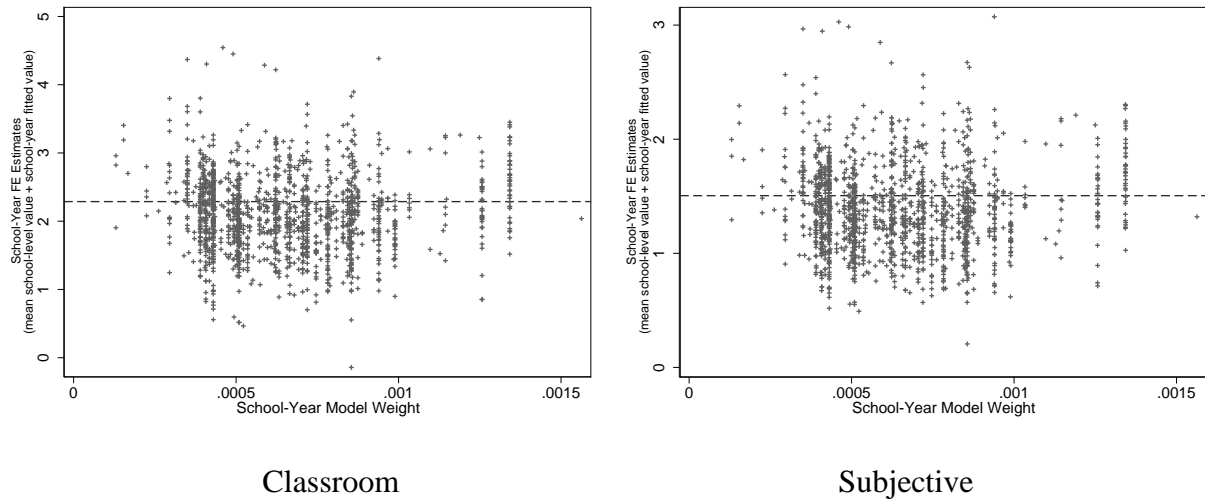 School-Year FE Estimates
(mean school-level value + school-year fitted value)
5
4
3
2
1
0
0
.0005
.001
.0015
School-Year Model Weight
Classroom
School-Year FE Estimates
(mean school-level value + school-year fitted value)
3
2
1
0
0
.0005
.001
.0015
School-Year Model Weight
Subjective